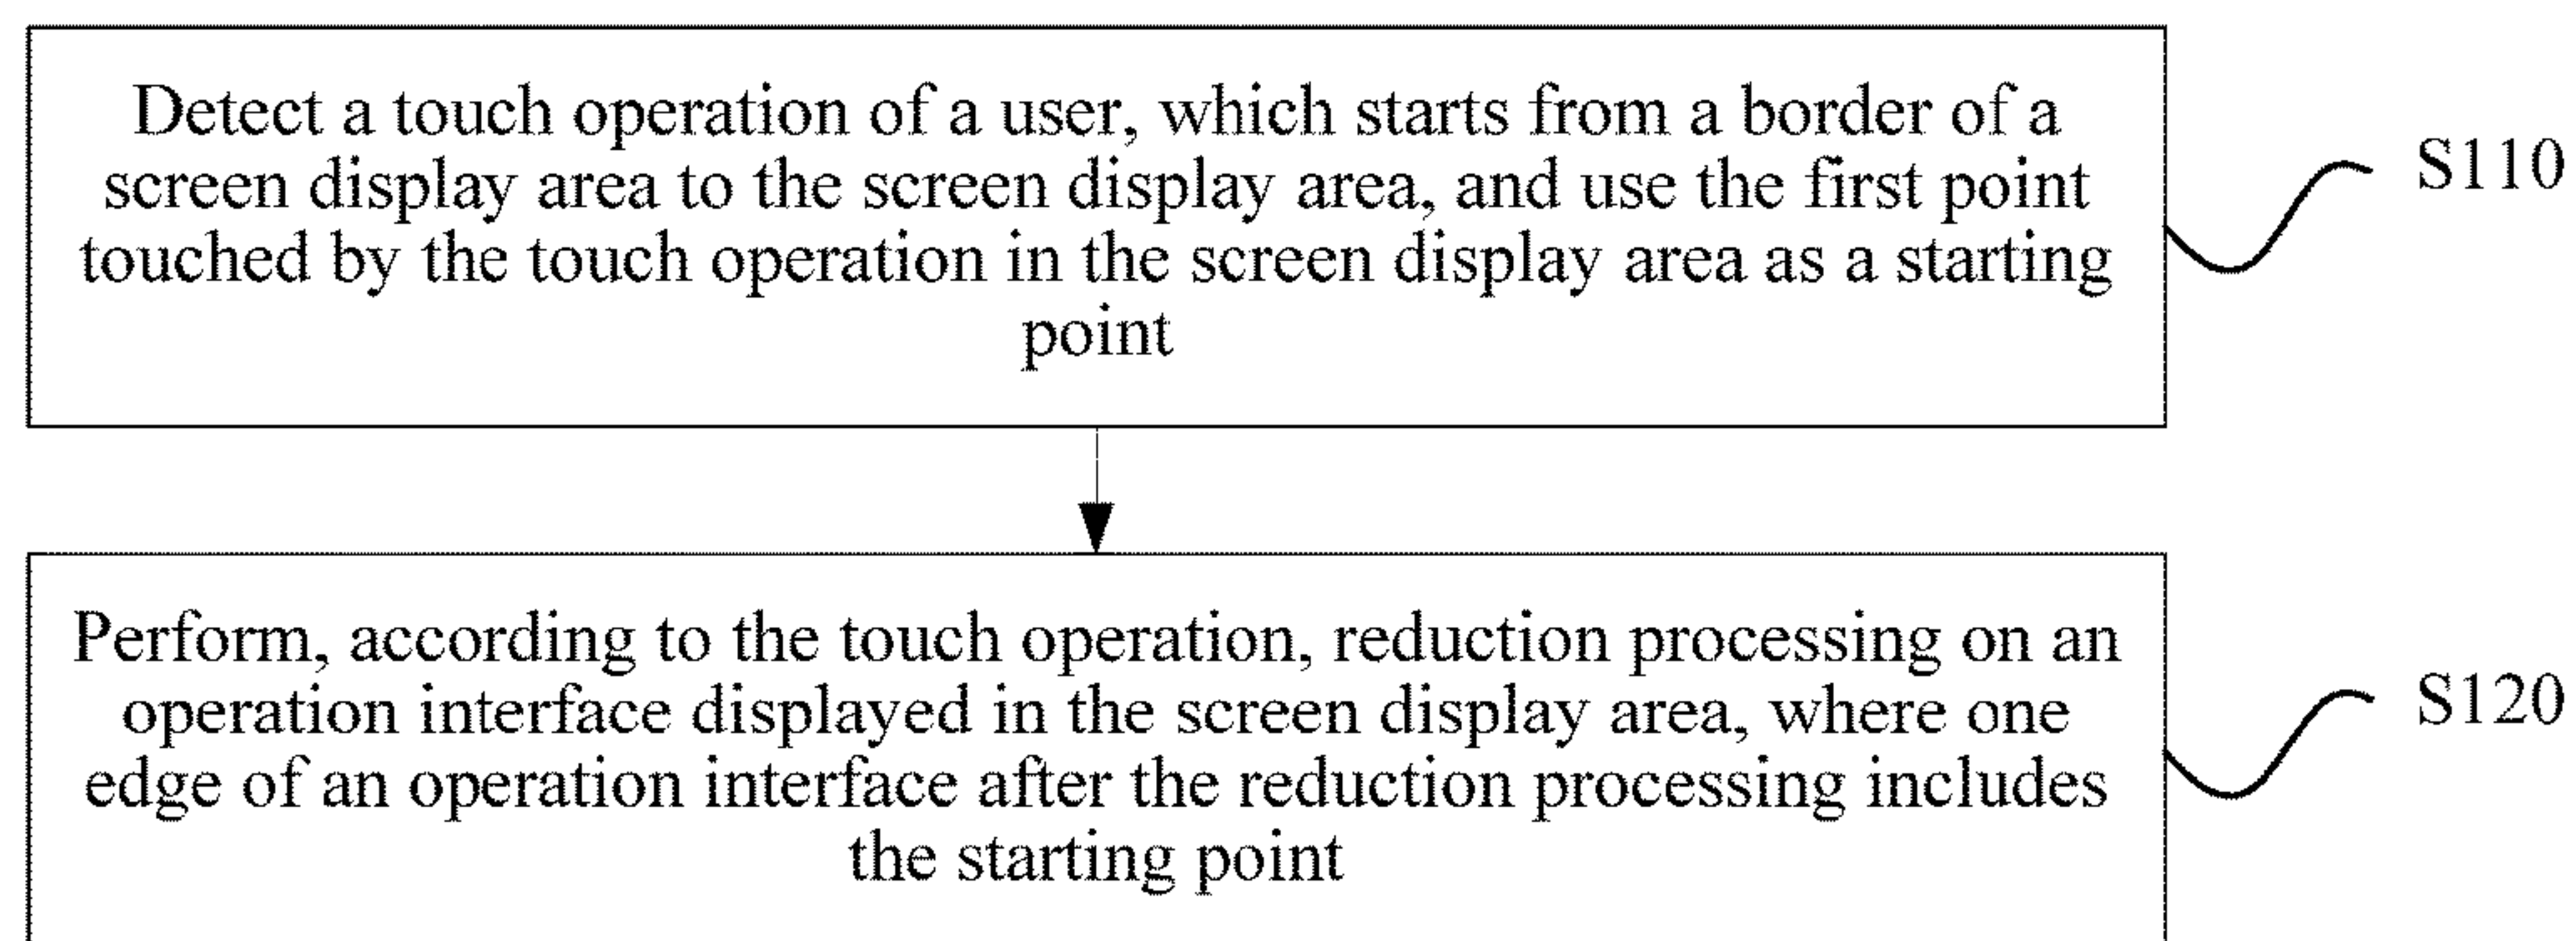 Detect a touch operation of a user, which starts from a border of a
screen display area to the screen display area, and use the first point
touched by the touch operation in the screen display area as a starting
point
S110
Perform, according to the touch operation, reduction processing on an
operation interface displayed in the screen display area, where one
edge of an operation interface after the reduction processing includes
the starting point
S120